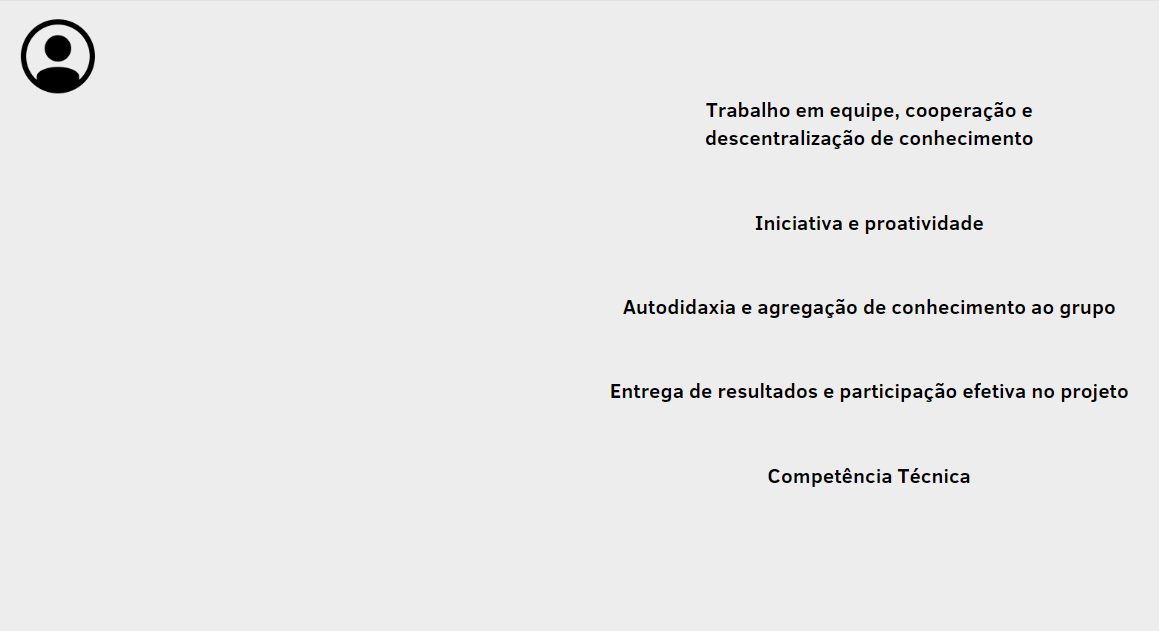 Trabalho em equipe, cooperação e
descentralização de conhecimento
Iniciativa e proatividade
Autodidaxia e agregação de conhecimento ao grupo
Entrega de resultados e participação efetiva no projeto
Competência Técnica